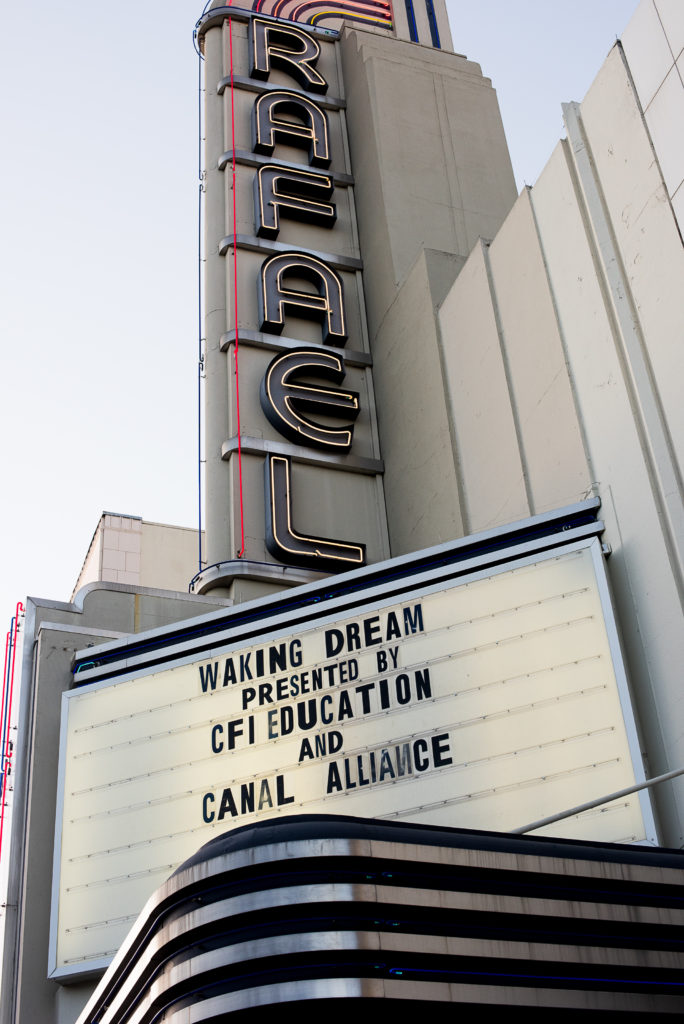 RAFAEL
WAKING DREAM
PRESENTED BY
CFI EDUCATION
AND
CANAL ALLIANCE